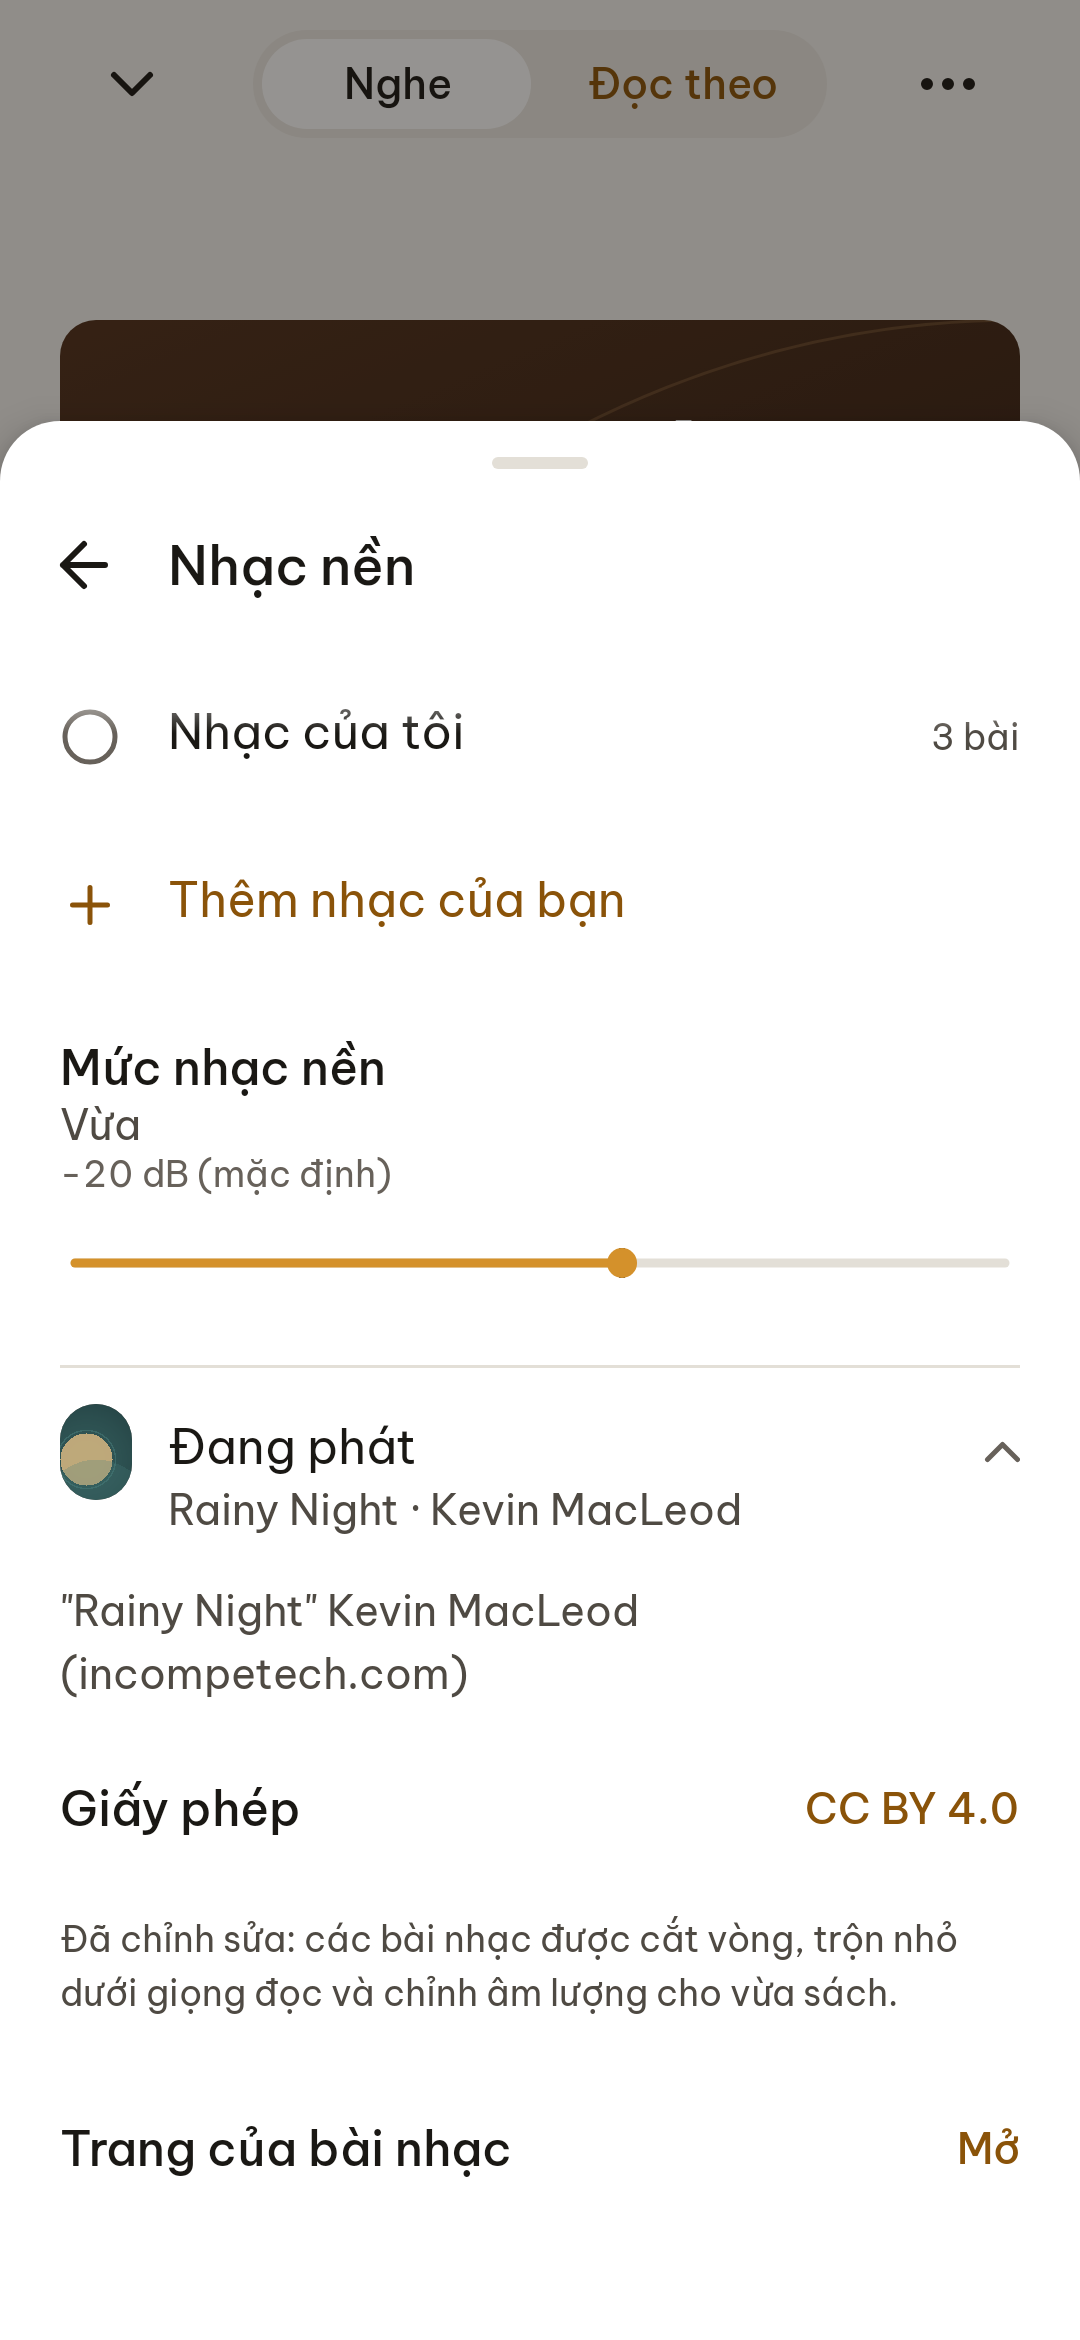 Nghe
Đọc theo
Nhạc nền
Nhạc của tôi
3 bài
Thêm nhạc của bạn
Mức nhạc nền
Vừa
-20 dB (mặc định)
Đang phát
Rainy Night · Kevin MacLeod
"Rainy Night" Kevin MacLeod
(incompetech.com)
Giấy phép
CC BY 4.0
Đã chỉnh sửa: các bài nhạc được cắt vòng, trộn nhỏ
dưới giọng đọc và chỉnh âm lượng cho vừa sách.
Trang của bài nhạc
Mở